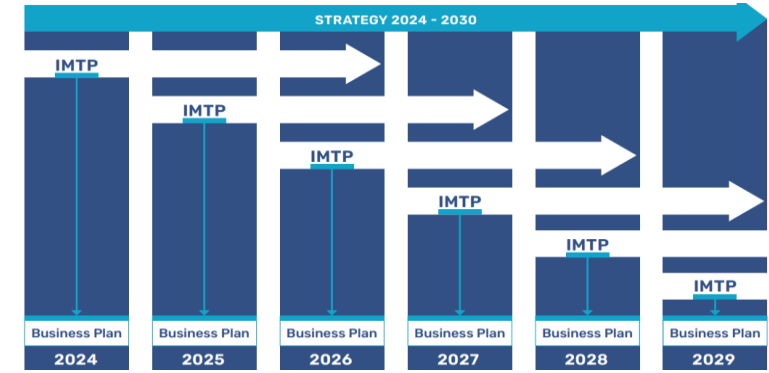 STRATEGY 2024 - 2030
IMTP
IMTP
IMTP
IMTP
IMTP
IMTP
Business Plan Business Plan Business Plan Business Plan Business Plan Business Plan
2024 2025 2026 2027 2028 2029